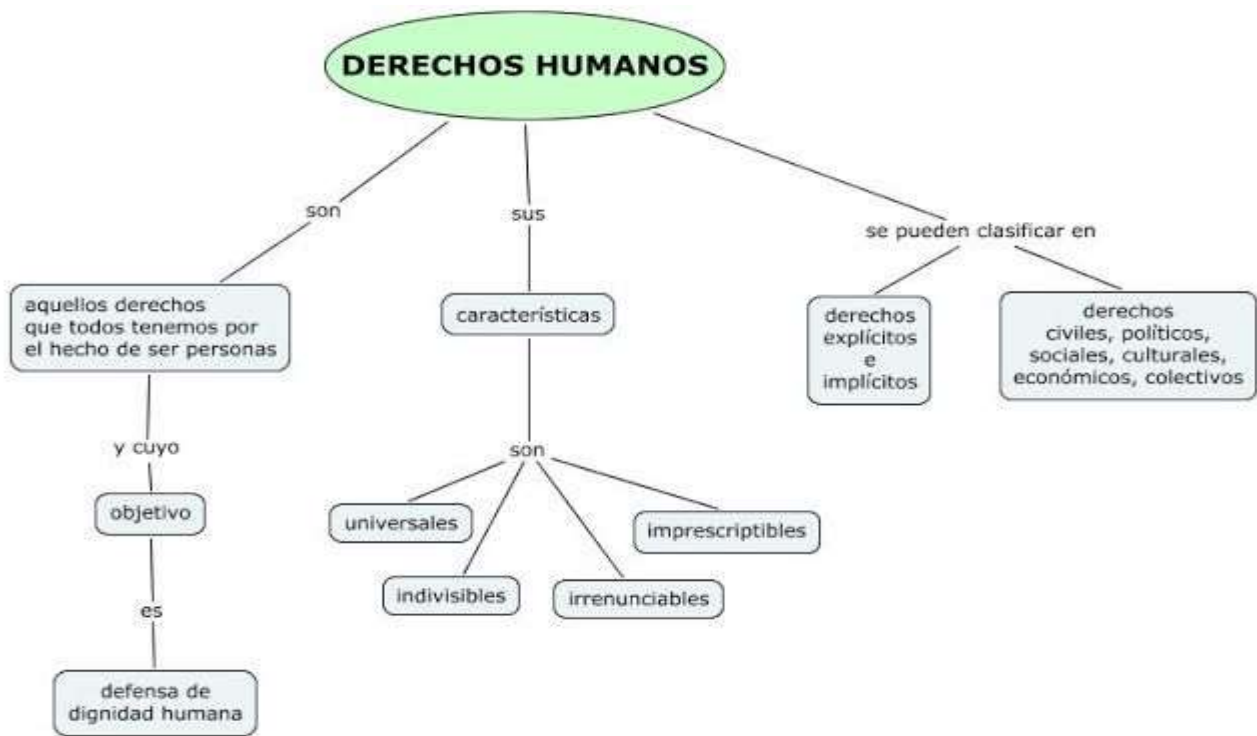 DERECHOS HUMANOS
son
aquellos derechos
que todos tenemos por
el hecho de ser personas
y cuyo
objetivo
es
defensa de
dignidad humana
sus
características
son
universales
indivisibles
irrenunciables
imprescriptibles
se pueden clasificar en
derechos
explícitos
e
implícitos
derechos
civiles, políticos,
sociales, culturales,
económicos, colectivos